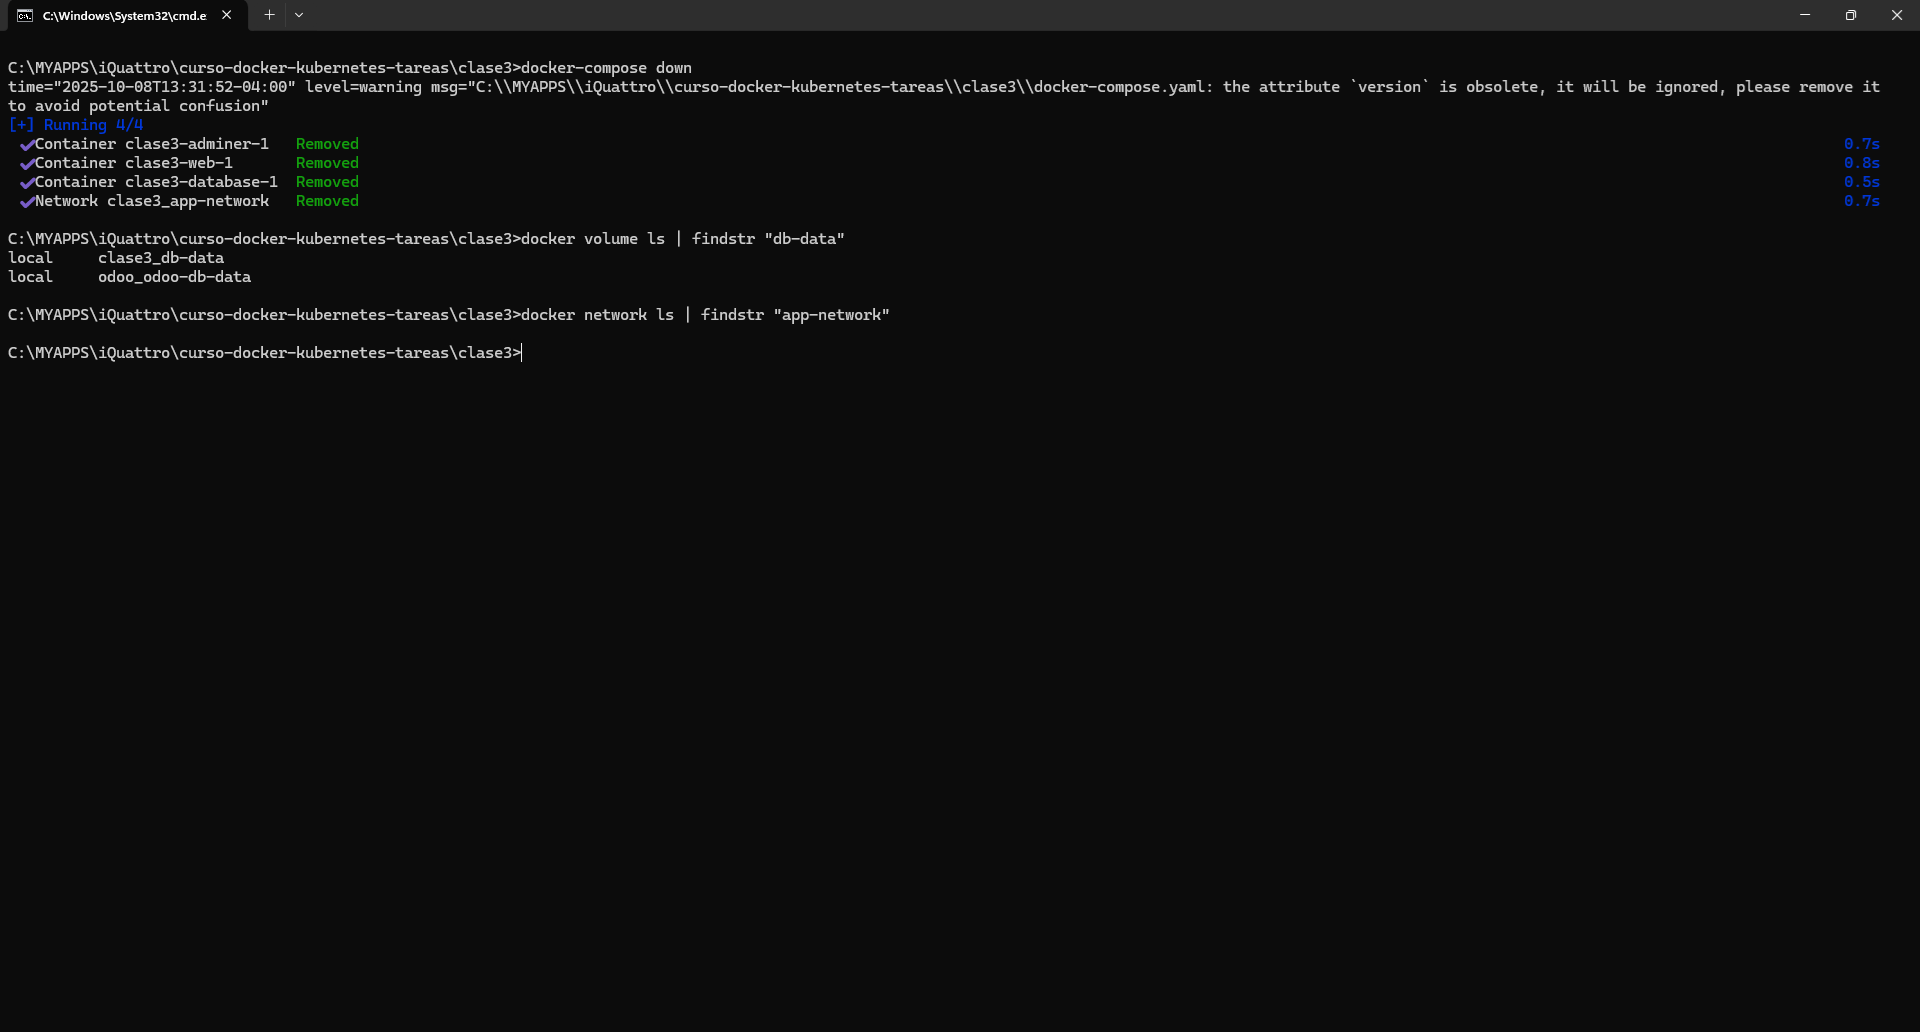 C:\Windows\System32\cmd.e
C:\MYAPPS\iQuattro\curso-docker-kubernetes-tareas\clase3>docker-compose down
time="2025-10-08T13:31:52-04:00" level=warning msg="C:\\MYAPPS\\iQuattro\\curso-docker-kubernetes-tareas\\clase3\\docker-compose.yaml: the attribute `version` is obsolete, it will be ignored, please remove it
to avoid potential confusion"
[+] Running 4/4
✔Container clase3-adminer-1 Removed 0.7s
✔Container clase3-web-1 Removed 0.8s
✔Container clase3-database-1 Removed 0.5s
✔Network clase3_app-network Removed 0.7s
C:\MYAPPS\iQuattro\curso-docker-kubernetes-tareas\clase3>docker volume ls | findstr "db-data"
local clase3_db-data
local odoo_odoo-db-data
C:\MYAPPS\iQuattro\curso-docker-kubernetes-tareas\clase3>docker network ls | findstr "app-network"
C:\MYAPPS\iQuattro\curso-docker-kubernetes-tareas\clase3>